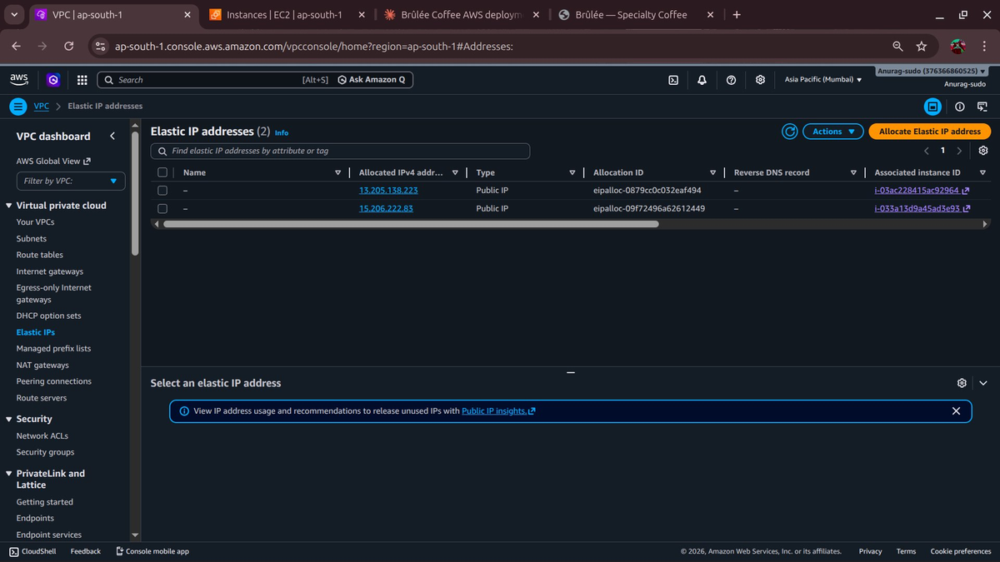 VPC | ap-south-1
Instances | EC2 | ap-south-1
Brûlée Coffee AWS deploym
Brûlée — Specialty Coffee
ap-south-1.console.aws.amazon.com/vpcconsole/home?region=ap-south-1#Addresses:
aws
Search
[Alt+S]
Ask Amazon Q
Asia Pacific (Mumbai)
Anurag-sudo (376366860525)
Anurag-sudo
VPC
Elastic IP addresses
VPC dashboard
AWS Global View
Filter by VPC:
Virtual private cloud
Your VPCs
Subnets
Route tables
Internet gateways
Egress-only Internet
gateways
DHCP option sets
Elastic IPs
Managed prefix lists
NAT gateways
Peering connections
Route servers
Security
Network ACLs
Security groups
PrivateLink and
Lattice
Getting started
Endpoints
Endpoint services
Elastic IP addresses (2) Info
Actions
Allocate Elastic IP address
Find elastic IP addresses by attribute or tag
1
Name Allocated IPv4 addr... Type Allocation ID Reverse DNS record Associated instance ID
– 13.205.138.223 Public IP eipalloc-0879cc0c032eaf494 – i-03ac228415ac92964
– 15.206.222.83 Public IP eipalloc-09f72496a62612449 – i-033a13d9a45ad3e93
Select an elastic IP address
View IP address usage and recommendations to release unused IPs with Public IP insights.
CloudShell
Feedback
Console mobile app
© 2026, Amazon Web Services, Inc. or its affiliates.
Privacy
Terms
Cookie preferences